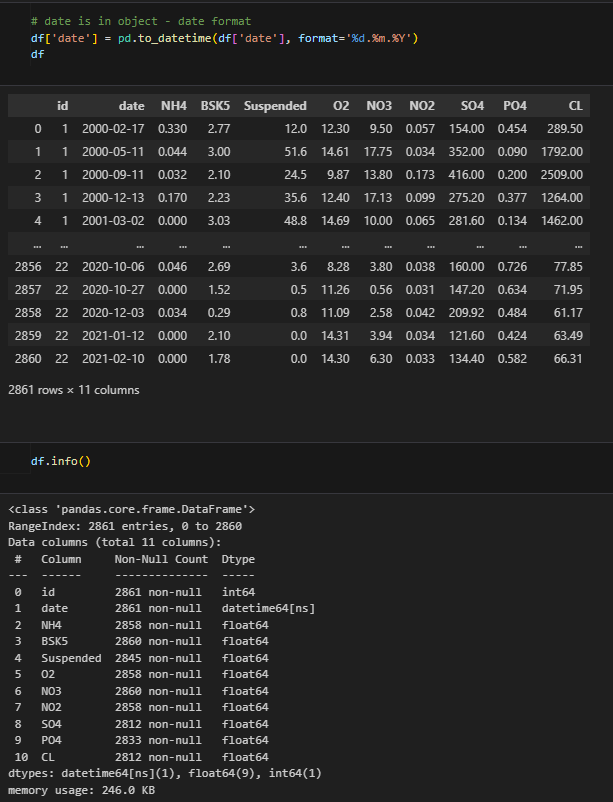 # date is in object - date format
df['date'] = pd.to_datetime(df['date'], format='%d.%m.%Y')
df
id date NH4 BSK5 Suspended O2 NO3 NO2 SO4 PO4 CL
0 1 2000-02-17 0.330 2.77 12.0 12.30 9.50 0.057 154.00 0.454 289.50
1 1 2000-05-11 0.044 3.00 51.6 14.61 17.75 0.034 352.00 0.090 1792.00
2 1 2000-09-11 0.032 2.10 24.5 9.87 13.80 0.173 416.00 0.200 2509.00
3 1 2000-12-13 0.170 2.23 35.6 12.40 17.13 0.099 275.20 0.377 1264.00
4 1 2001-03-02 0.000 3.03 48.8 14.69 10.00 0.065 281.60 0.134 1462.00
... ... ... ... ... ... ... ... ... ... ... ...
2856 22 2020-10-06 0.046 2.69 3.6 8.28 3.80 0.038 160.00 0.726 77.85
2857 22 2020-10-27 0.000 1.52 0.5 11.26 0.56 0.031 147.20 0.634 71.95
2858 22 2020-12-03 0.034 0.29 0.8 11.09 2.58 0.042 209.92 0.484 61.17
2859 22 2021-01-12 0.000 2.10 0.0 14.31 3.94 0.034 121.60 0.424 63.49
2860 22 2021-02-10 0.000 1.78 0.0 14.30 6.30 0.033 134.40 0.582 66.31
2861 rows × 11 columns
df.info()
<class 'pandas.core.frame.DataFrame'>
RangeIndex: 2861 entries, 0 to 2860
Data columns (total 11 columns):
# Column Non-Null Count Dtype
--- ------ -------------- -----
0 id 2861 non-null int64
1 date 2861 non-null datetime64[ns]
2 NH4 2858 non-null float64
3 BSK5 2860 non-null float64
4 Suspended 2845 non-null float64
5 O2 2858 non-null float64
6 NO3 2860 non-null float64
7 NO2 2858 non-null float64
8 SO4 2812 non-null float64
9 PO4 2833 non-null float64
10 CL 2812 non-null float64
dtypes: datetime64[ns](1), float64(9), int64(1)
memory usage: 246.0 KB